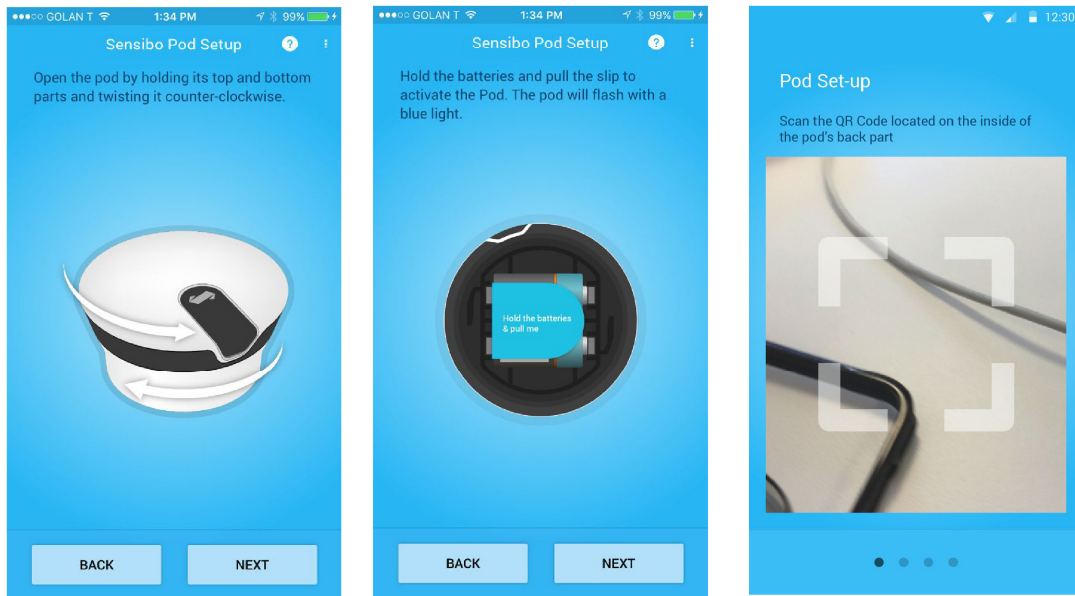 ●●●○○ GOLAN T 1:34 PM 99%
Sensibo Pod Setup ?
Open the pod by holding its top and bottom
parts and twisting it counter-clockwise.
BACK NEXT
●●●○○ GOLAN T 1:34 PM 99%
Sensibo Pod Setup ?
Hold the batteries and pull the slip to
activate the Pod. The pod will flash with a
blue light.
Hold the batteries
& pull me
BACK NEXT
12:30
Pod Set-up
Scan the QR Code located on the inside of
the pod's back part